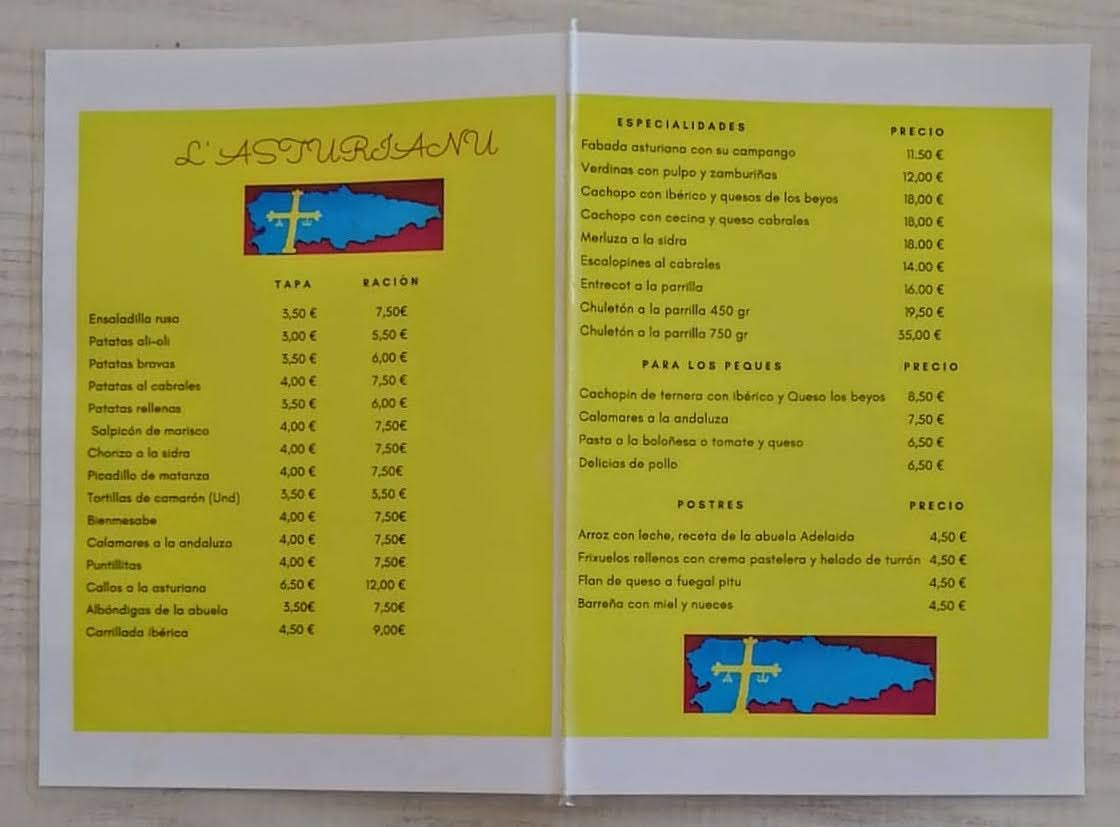 L'ASTURIANU
TAPA RACIÓN
Ensaladilla rusa 3,50 € 7,50€
Patatas ali-oli 3,00 € 5,50 €
Patatas bravas 3,50 € 6,00 €
Patatas al cabrales 4,00 € 7,50 €
Patatas rellenas 3,50 € 6,00 €
Salpicón de marisco 4,00 € 7,50€
Chorizo a la sidra 4,00 € 7,50€
Picadillo de matanza 4,00 € 7,50€
Tortillas de camarón (Und) 3,50 € 3,50 €
Bienmesabe 4,00 € 7,50€
Calamares a la andaluza 4,00 € 7,50€
Puntillitas 4,00 € 7,50€
Callos a la asturiana 6,50 € 12,00 €
Albóndigas de la abuela 3,50€ 7,50€
Carrillada ibérica 4,50 € 9,00€
ESPECIALIDADES PRECIO
Fabada asturiana con su campango 11.50 €
Verdinas con pulpo y zamburiñas 12,00 €
Cachopo con ibérico y quesos de los beyos 18,00 €
Cachopo con cecina y queso cabrales 18,00 €
Merluza a la sidra 18.00 €
Escalopines al cabrales 14.00 €
Entrecot a la parrilla 16.00 €
Chuletón a la parrilla 450 gr 19,50 €
Chuletón a la parrilla 750 gr 35,00 €
PARA LOS PEQUES PRECIO
Cachopin de ternera con ibérico y Queso los beyos 8,50 €
Calamares a la andaluza 7,50 €
Pasta a la boloñesa o tomate y queso 6,50 €
Delicias de pollo 6,50 €
POSTRES PRECIO
Arroz con leche, receta de la abuela Adelaida 4,50 €
Frixuelos rellenos con crema pastelera y helado de turrón 4,50 €
Flan de queso a fuegal pitu 4,50 €
Barreña con miel y nueces 4,50 €